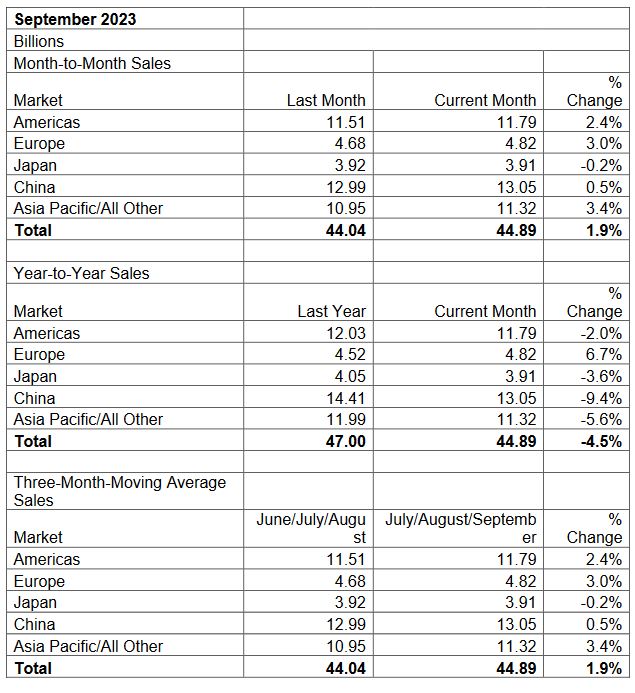 September 2023
Billions
Month-to-Month Sales
%
Market Last Month Current Month Change
Americas 11.51 11.79 2.4%
Europe 4.68 4.82 3.0%
Japan 3.92 3.91 -0.2%
China 12.99 13.05 0.5%
Asia Pacific/All Other 10.95 11.32 3.4%
Total 44.04 44.89 1.9%
Year-to-Year Sales
%
Market Last Year Current Month Change
Americas 12.03 11.79 -2.0%
Europe 4.52 4.82 6.7%
Japan 4.05 3.91 -3.6%
China 14.41 13.05 -9.4%
Asia Pacific/All Other 11.99 11.32 -5.6%
Total 47.00 44.89 -4.5%
Three-Month-Moving Average
Sales
June/July/Augu July/August/Septemb %
Market st er Change
Americas 11.51 11.79 2.4%
Europe 4.68 4.82 3.0%
Japan 3.92 3.91 -0.2%
China 12.99 13.05 0.5%
Asia Pacific/All Other 10.95 11.32 3.4%
Total 44.04 44.89 1.9%